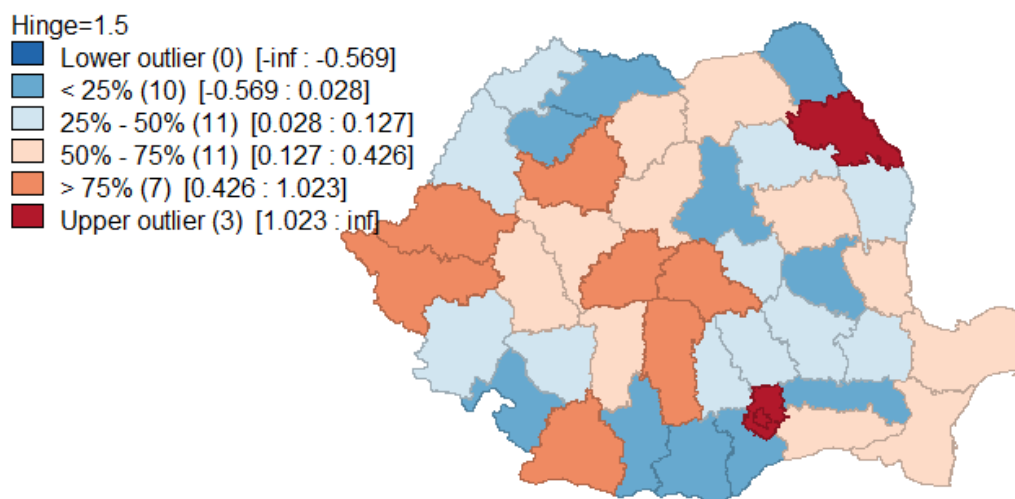 Hinge=1.5
Lower outlier (0) [-inf : -0.569]
< 25% (10) [-0.569 : 0.028]
25% - 50% (11) [0.028 : 0.127]
50% - 75% (11) [0.127 : 0.426]
> 75% (7) [0.426 : 1.023]
Upper outlier (3) [1.023 : inf]